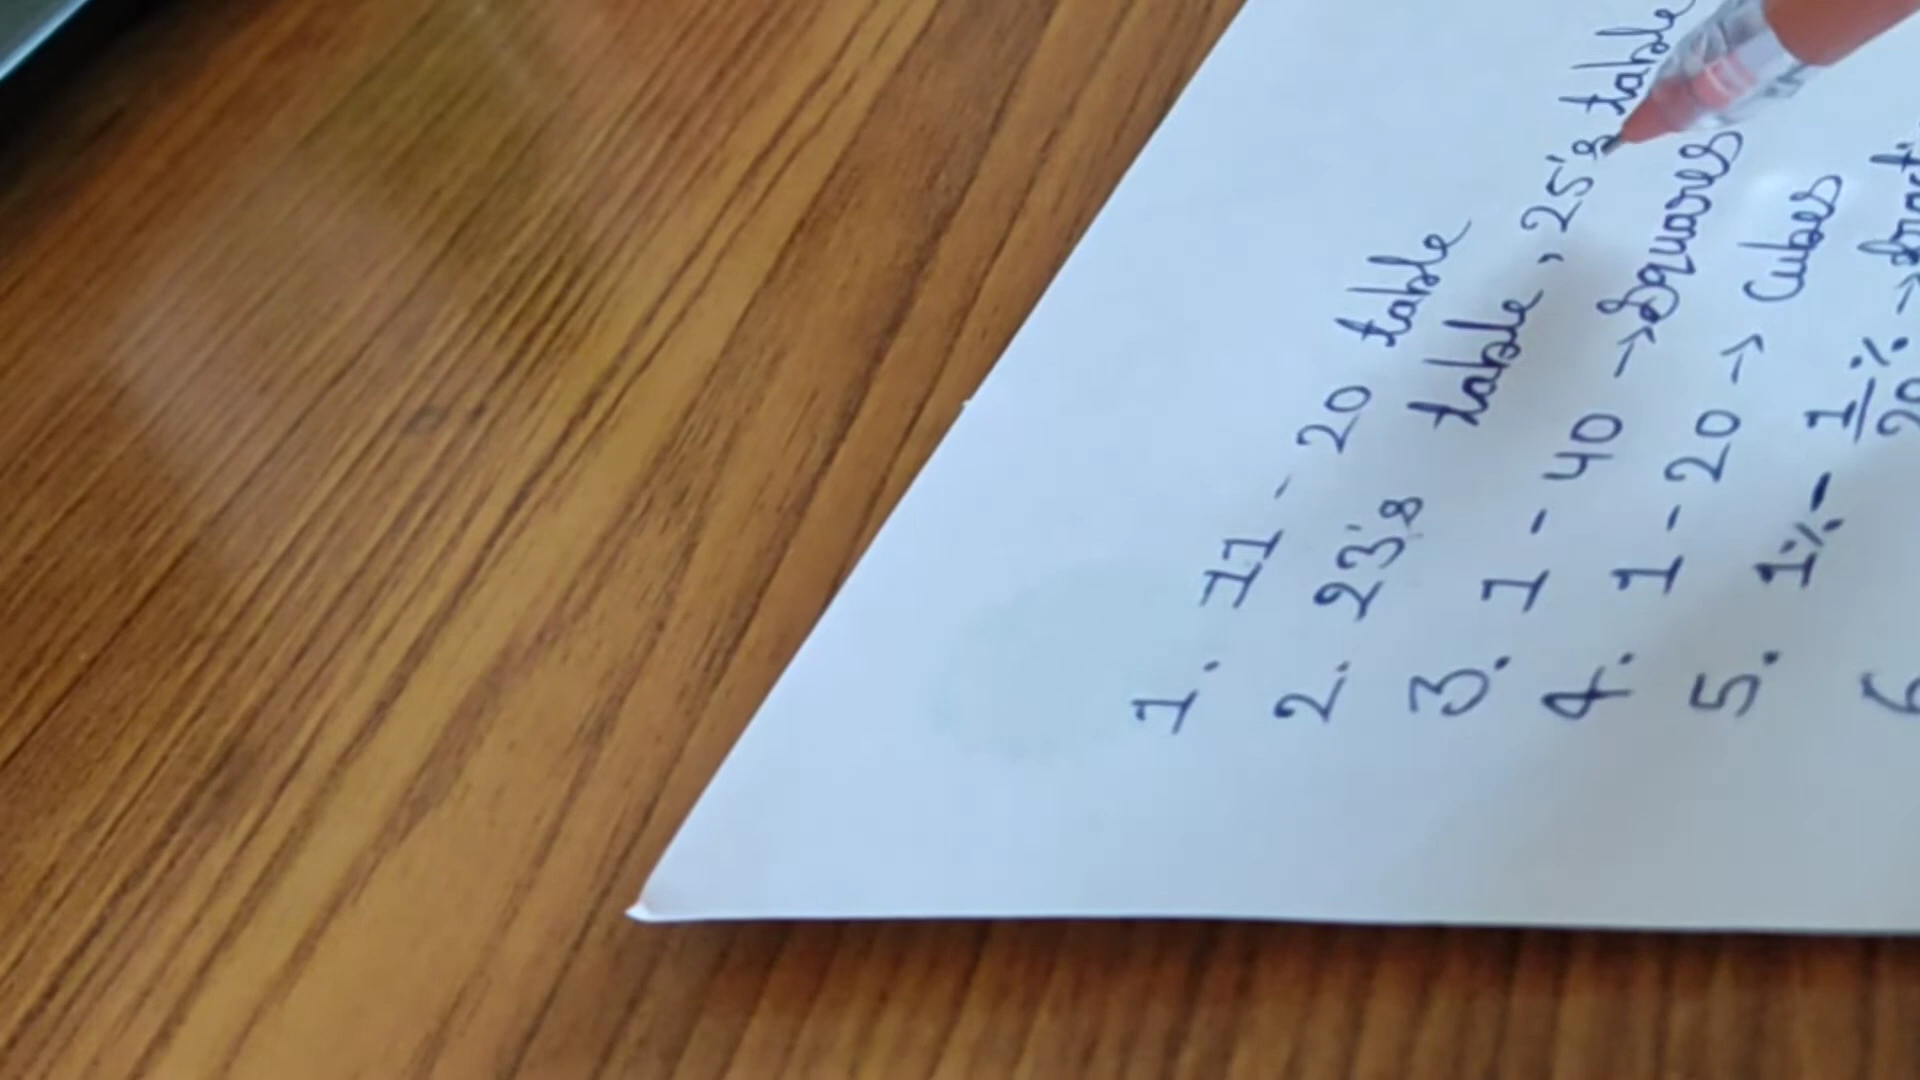 1. 11 - 20 table
2. 23's table, 25's table
3. 1 - 40 → Squares
4. 1 - 20 → Cubes
5. 1% - 1/20 % →
6